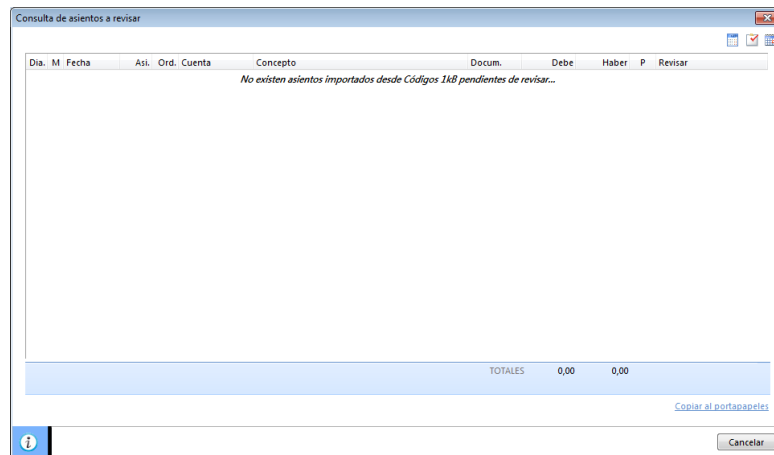 Consulta de asientos a revisar
Dia. M Fecha Asi. Ord. Cuenta Concepto Docum. Debe Haber P Revisar
No existen asientos importados desde Códigos 1kB pendientes de revisar...
TOTALES 0,00 0,00
Copiar al portapapeles
Cancelar